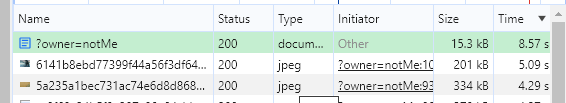 Name Status Type Initiator Size Time
?owner=notMe 200 docum... Other 15.3 kB 8.57 s
6141b8ebd77399f44a56f3df64... 200 jpeg ?owner=notMe:10 201 kB 5.09 s
5a235a1bec731ac74e6d8d868... 200 jpeg ?owner=notMe:93 334 kB 4.29 s